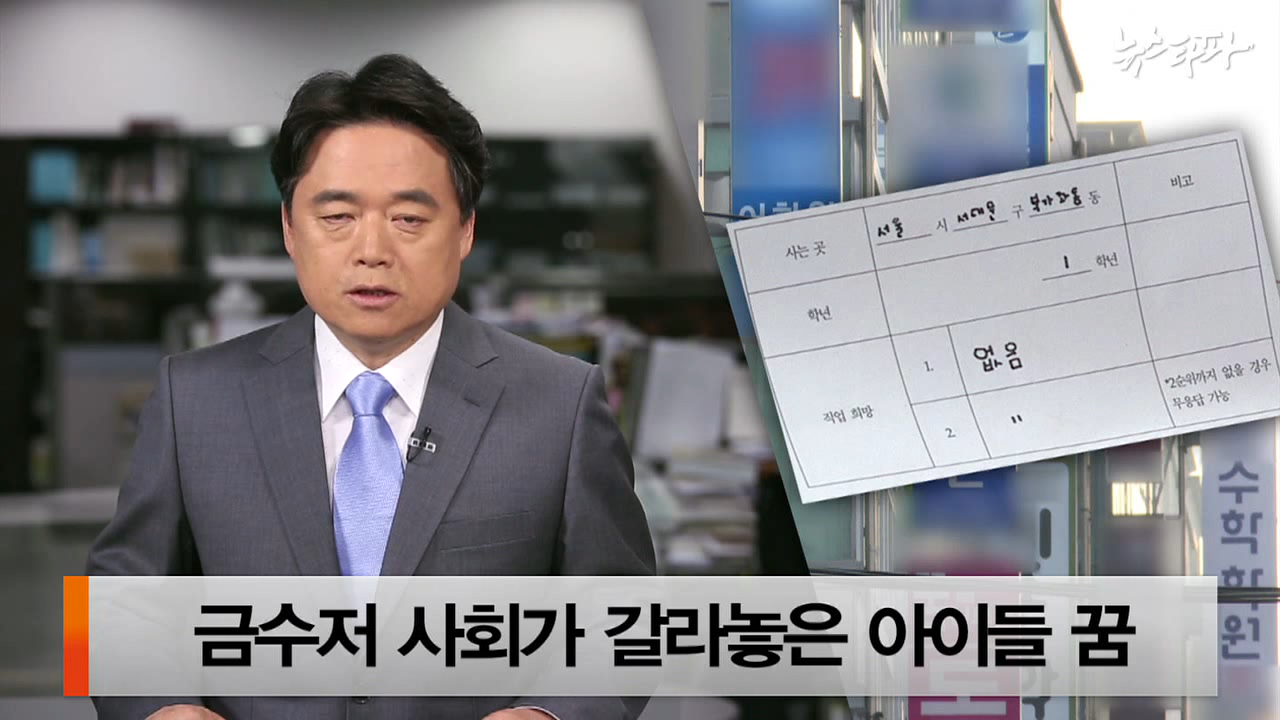 뉴스타파
사는 곳
서울 시 서대문 구 북가좌동 동
비고
학년
1 학년
직업 희망
1. 없음
2. "
*2순위까지 없을 경우
무응답 가능
수학학원
금수저 사회가 갈라놓은 아이들 꿈